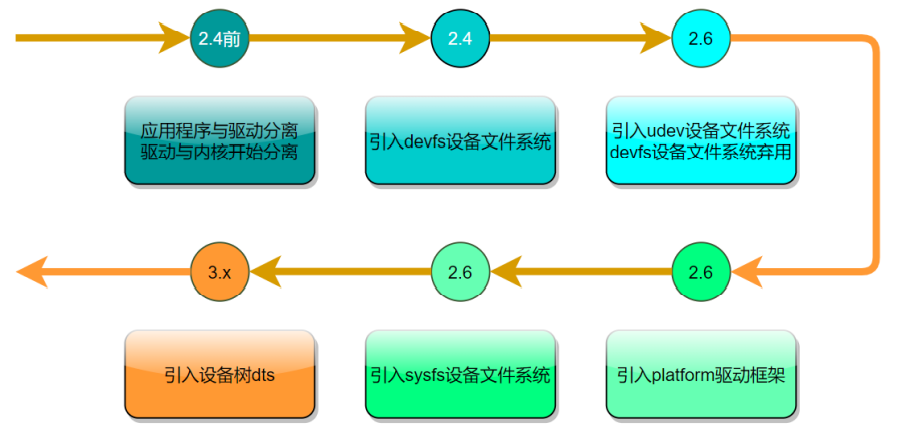 2.4前
2.4
2.6
应用程序与驱动分离
驱动与内核开始分离
引入devfs设备文件系统
引入udev设备文件系统
devfs设备文件系统弃用
2.6
2.6
3.x
引入platform驱动框架
引入sysfs设备文件系统
引入设备树dts